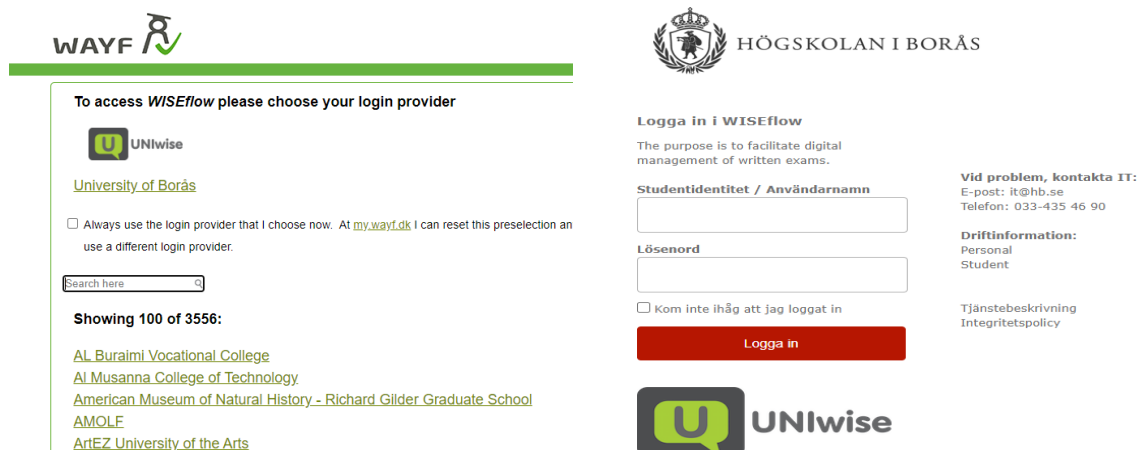 WAYF
To access WISEflow please choose your login provider
U UNIwise
University of Borås
Always use the login provider that I choose now. At my.wayf.dk I can reset this preselection an
use a different login provider.
Search here
Showing 100 of 3556:
AL Buraimi Vocational College
Al Musanna College of Technology
American Museum of Natural History - Richard Gilder Graduate School
AMOLF
ArtEZ University of the Arts
HÖGSKOLAN I BORÅS
Logga in i WISEflow
The purpose is to facilitate digital
management of written exams.
Studentidentitet / Användarnamn
Lösenord
Kom inte ihåg att jag loggat in
Logga in
U UNIwise
Vid problem, kontakta IT:
E-post: it@hb.se
Telefon: 033-435 46 90
Driftinformation:
Personal
Student
Tjänstebeskrivning
Integritetspolicy